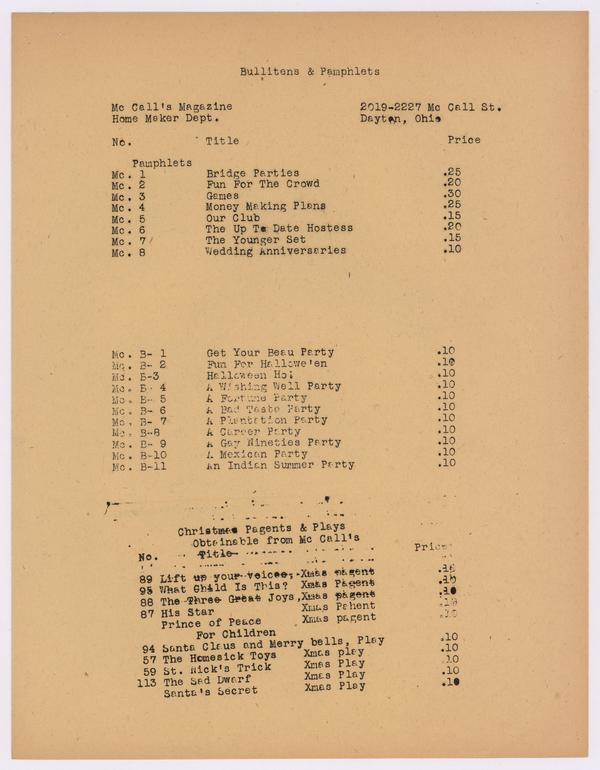 Bullitens & Pamphlets
Mc Call's Magazine 2019-2227 Mc Call St.
Home Maker Dept. Dayton, Ohio
No. Title Price
Pamphlets
Mc. 1 Bridge Parties .25
Mc. 2 Fun For The Crowd .20
Mc. 3 Games .30
Mc. 4 Money Making Plans .25
Mc. 5 Our Club .15
Mc. 6 The Up To Date Hostess .20
Mc. 7 The Younger Set .15
Mc. 8 Wedding Anniversaries .10
Mc. B- 1 Get Your Beau Party .10
Mc. B- 2 Fun For Hallowe'en .10
Mc. B-3 Halloween Ho! .10
Mc. B- 4 A Wishing Well Party .10
Mc. B- 5 A Fortune Party .10
Mc. B- 6 A Bad Taste Party .10
Mc. B- 7 A Plantation Party .10
Mc. B-8 A Career Party .10
Mc. B- 9 A Gay Nineties Party .10
Mc. B-10 A Mexican Party .10
Mc. B-11 An Indian Summer Party .10
Christmas Pagents & Plays
Obtainable from Mc Call's
No. Title Price
89 Lift up your voices, Xmas pagent .15
95 What Child Is This? Xmas Pagent
88 The Three Great Joys, Xmas pagent .10
87 His Star Xmas
Prince of Peace Xmas pagent
For Children
94 Santa Claus and Merry bells, Play .10
57 The Homesick Toys Xmas play .10
59 St. Nick's Trick Xmas Play .10
113 The Sad Dwarf Xmas Play .10
Santa's Secret Xmas Play .10